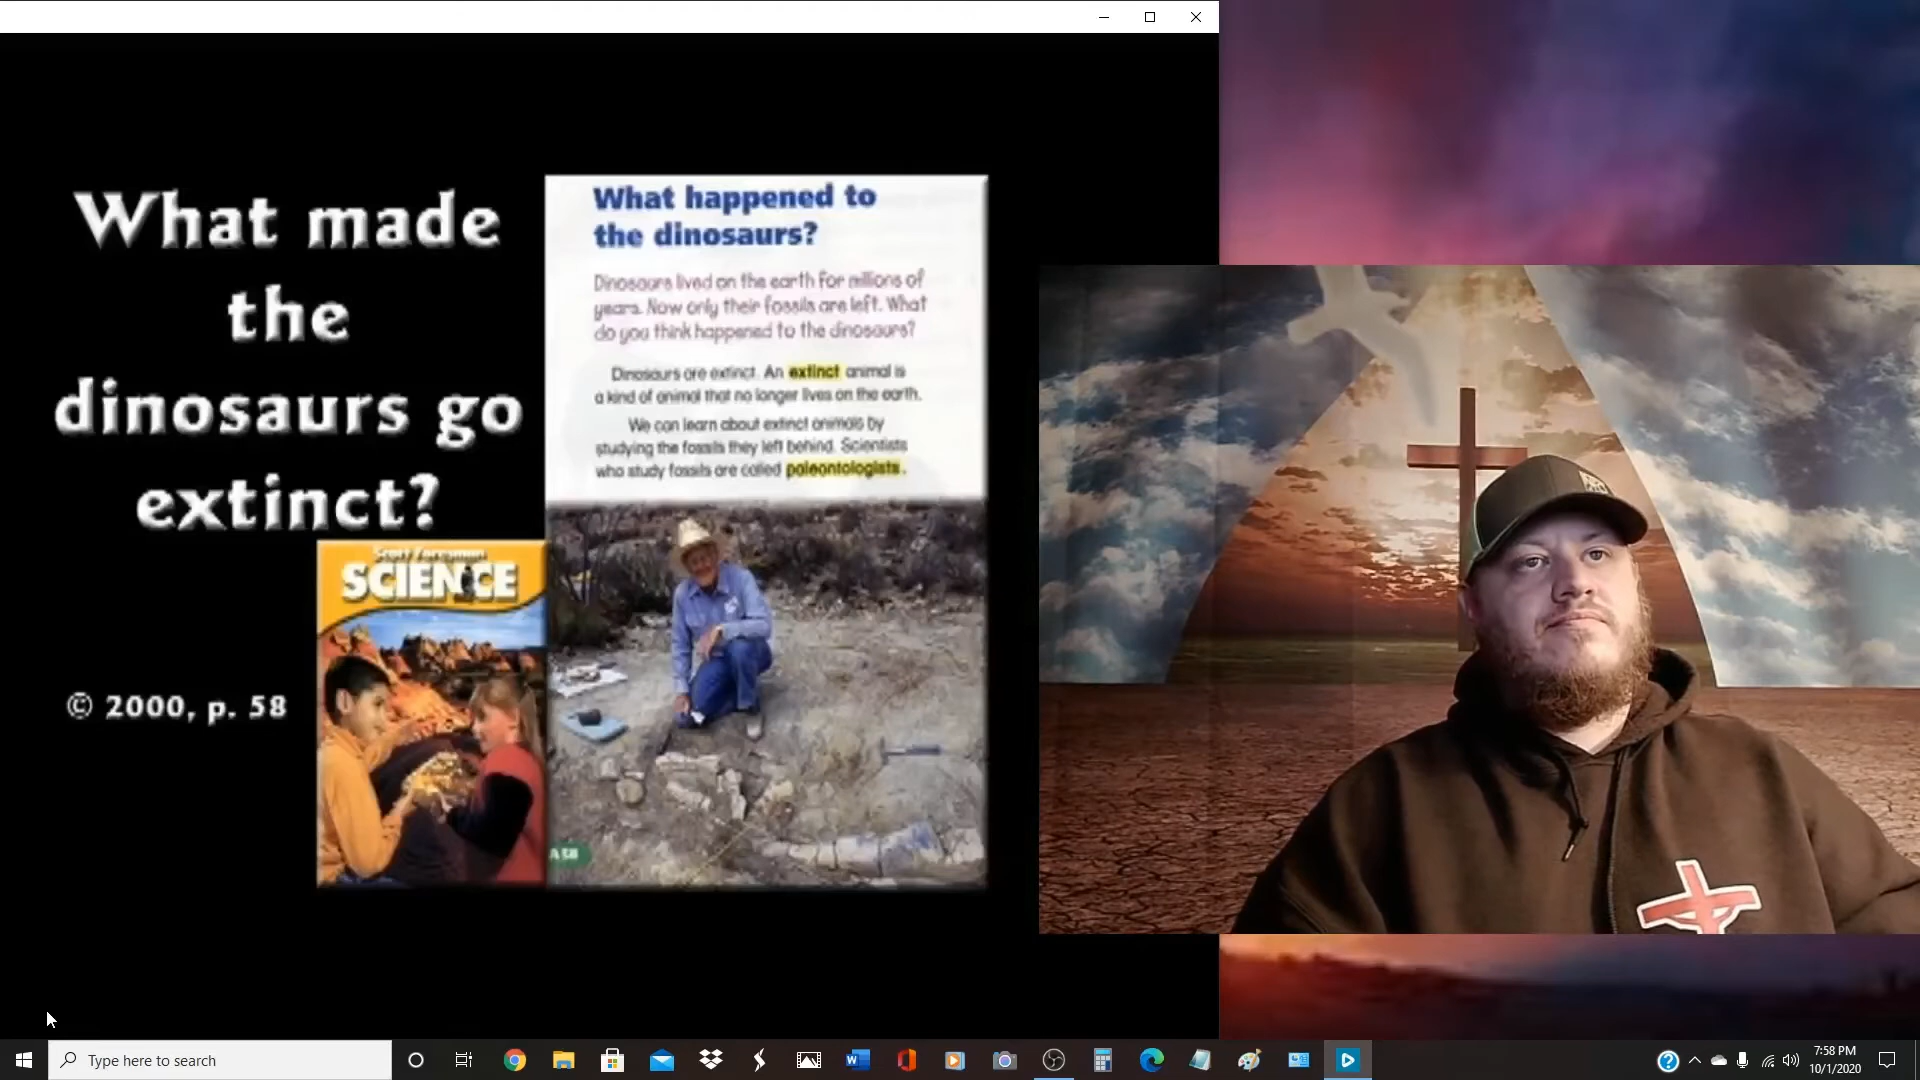 What made
the
dinosaurs go
extinct?
© 2000, p. 58
Scott Foresman
SCIENCE
What happened to
the dinosaurs?
Dinosaurs lived on the earth for millions of
years. Now only their fossils are left. What
do you think happened to the dinosaurs?
Dinosaurs are extinct. An extinct animal is
a kind of animal that no longer lives on the earth.
We can learn about extinct animals by
studying the fossils they left behind. Scientists
who study fossils are called paleontologists.
A 58
Type here to search
7:58 PM
10/1/2020